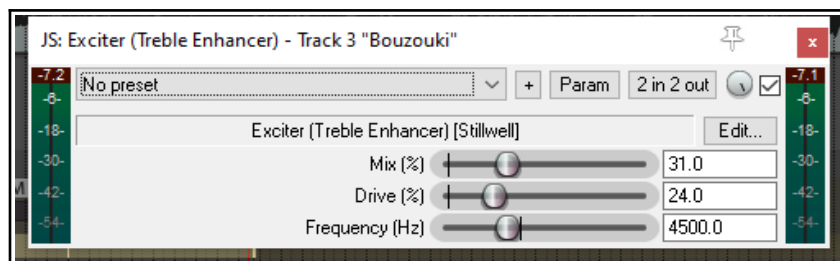 JS: Exciter (Treble Enhancer) - Track 3 "Bouzouki" x
-7.2 No preset + Param 2 in 2 out -7.1
-6- -6-
-18- Exciter (Treble Enhancer) [Stillwell] Edit... -18-
-30- Mix (%) 31.0 -30-
M -42- Drive (%) 24.0 -42-
-54- Frequency (Hz) 4500.0 -54-